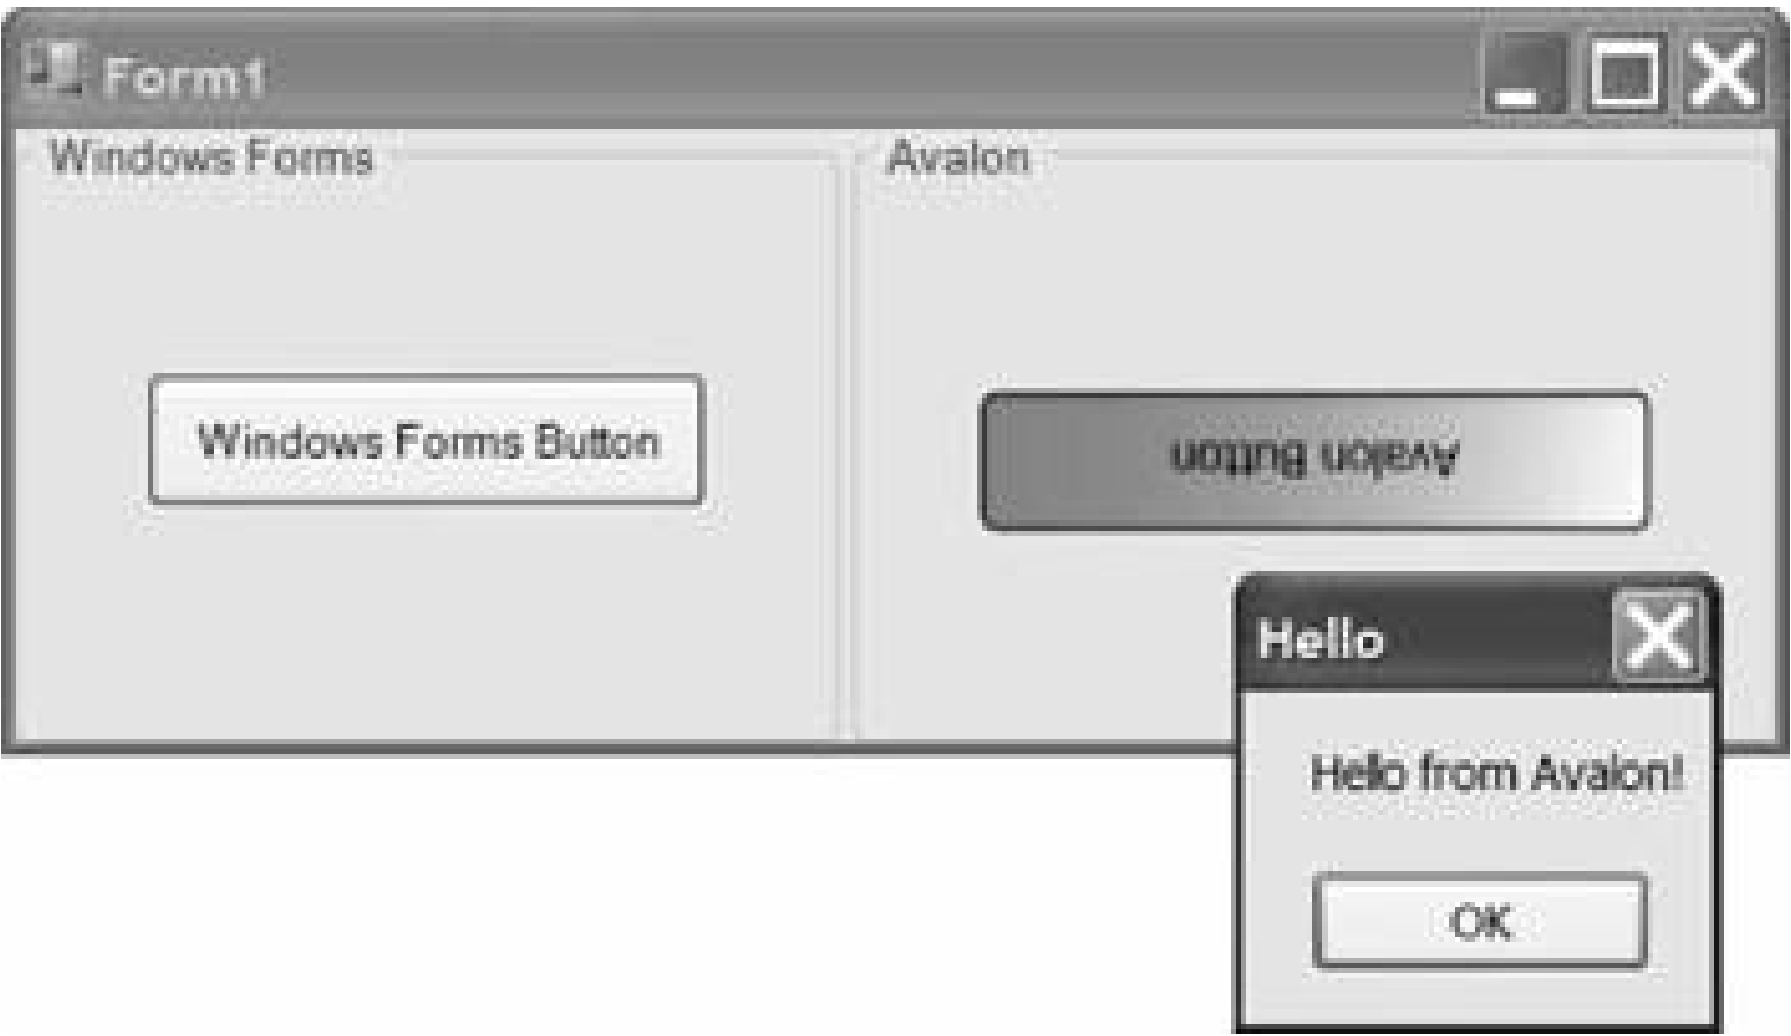 Form1
Windows Forms
Avalon
Windows Forms Button
Avalon Button
Hello
Hello from Avalon!
OK